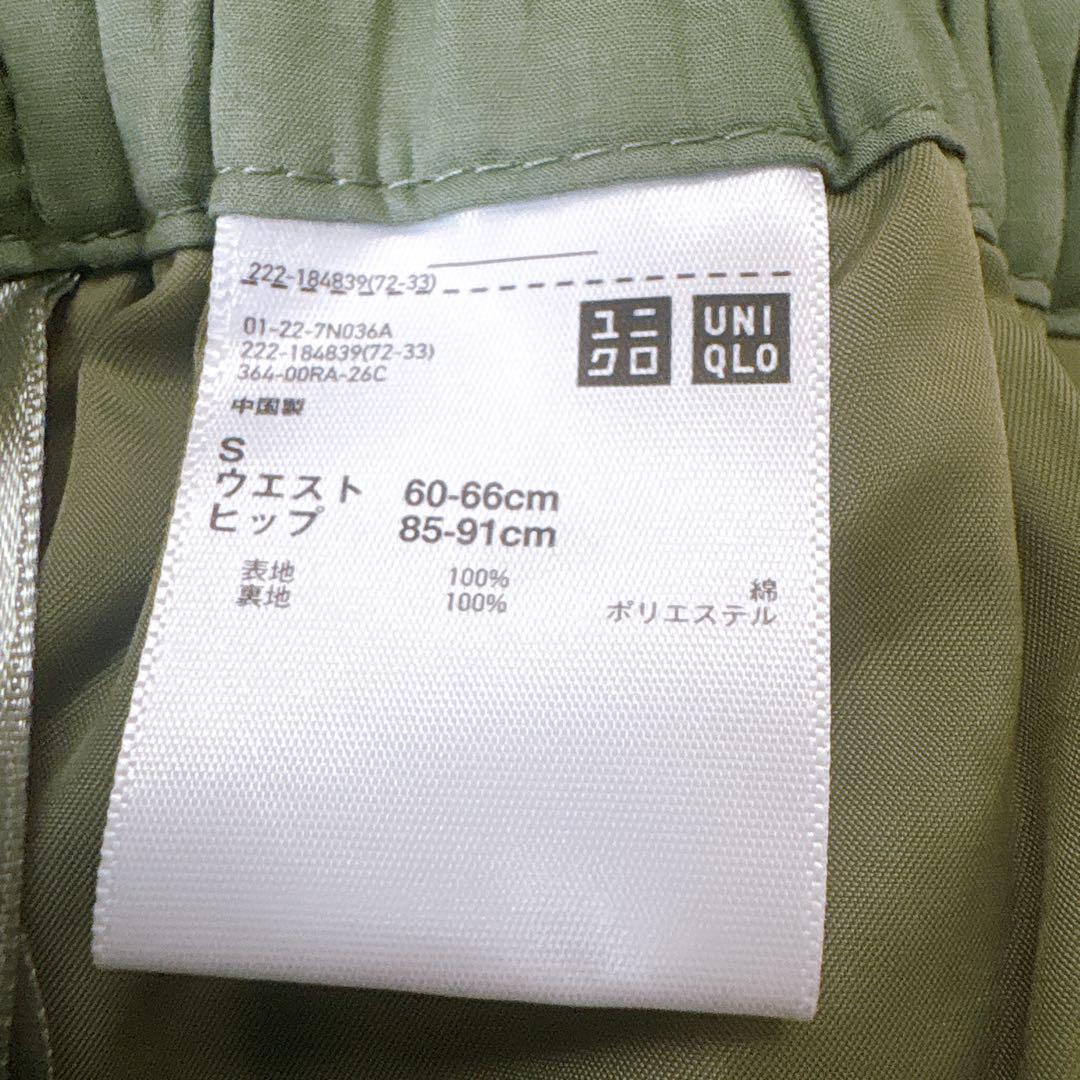 222-184839(72-33)
01-22-7N036A
222-184839(72-33)
364-00RA-26C
中国製
ユニ
クロ
UNI
QLO
S
ウエスト 60-66cm
ヒップ 85-91cm
表地 100% 綿
裏地 100% ポリエステル